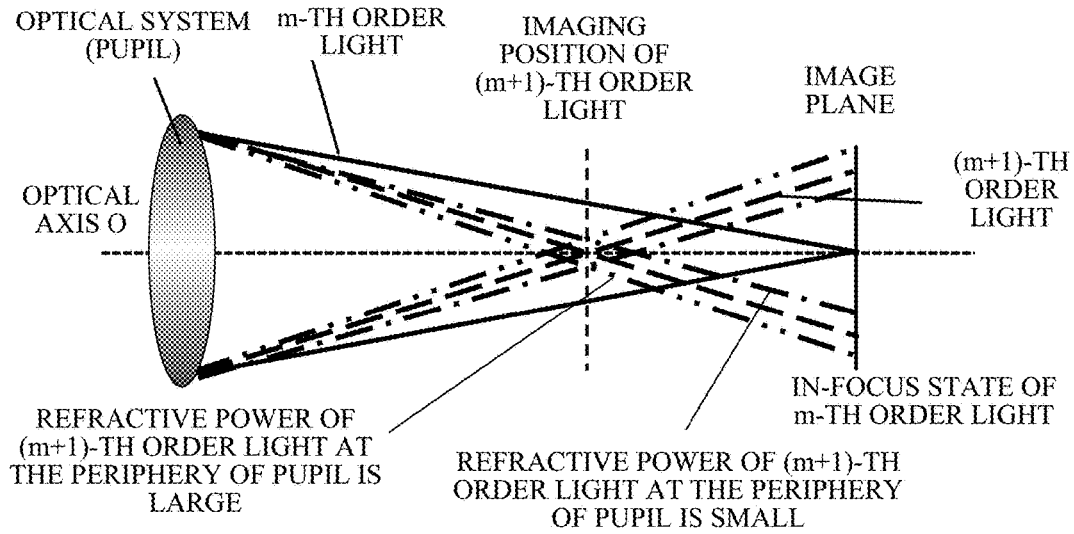 OPTICAL SYSTEM
(PUPIL)
m-TH ORDER
LIGHT
IMAGING
POSITION OF
(m+1)-TH ORDER
LIGHT
IMAGE
PLANE
(m+1)-TH
ORDER
LIGHT
OPTICAL
AXIS O
IN-FOCUS STATE OF
m-TH ORDER LIGHT
REFRACTIVE POWER OF
(m+1)-TH ORDER LIGHT AT
THE PERIPHERY OF PUPIL IS
LARGE
REFRACTIVE POWER OF (m+1)-TH
ORDER LIGHT AT THE PERIPHERY
OF PUPIL IS SMALL